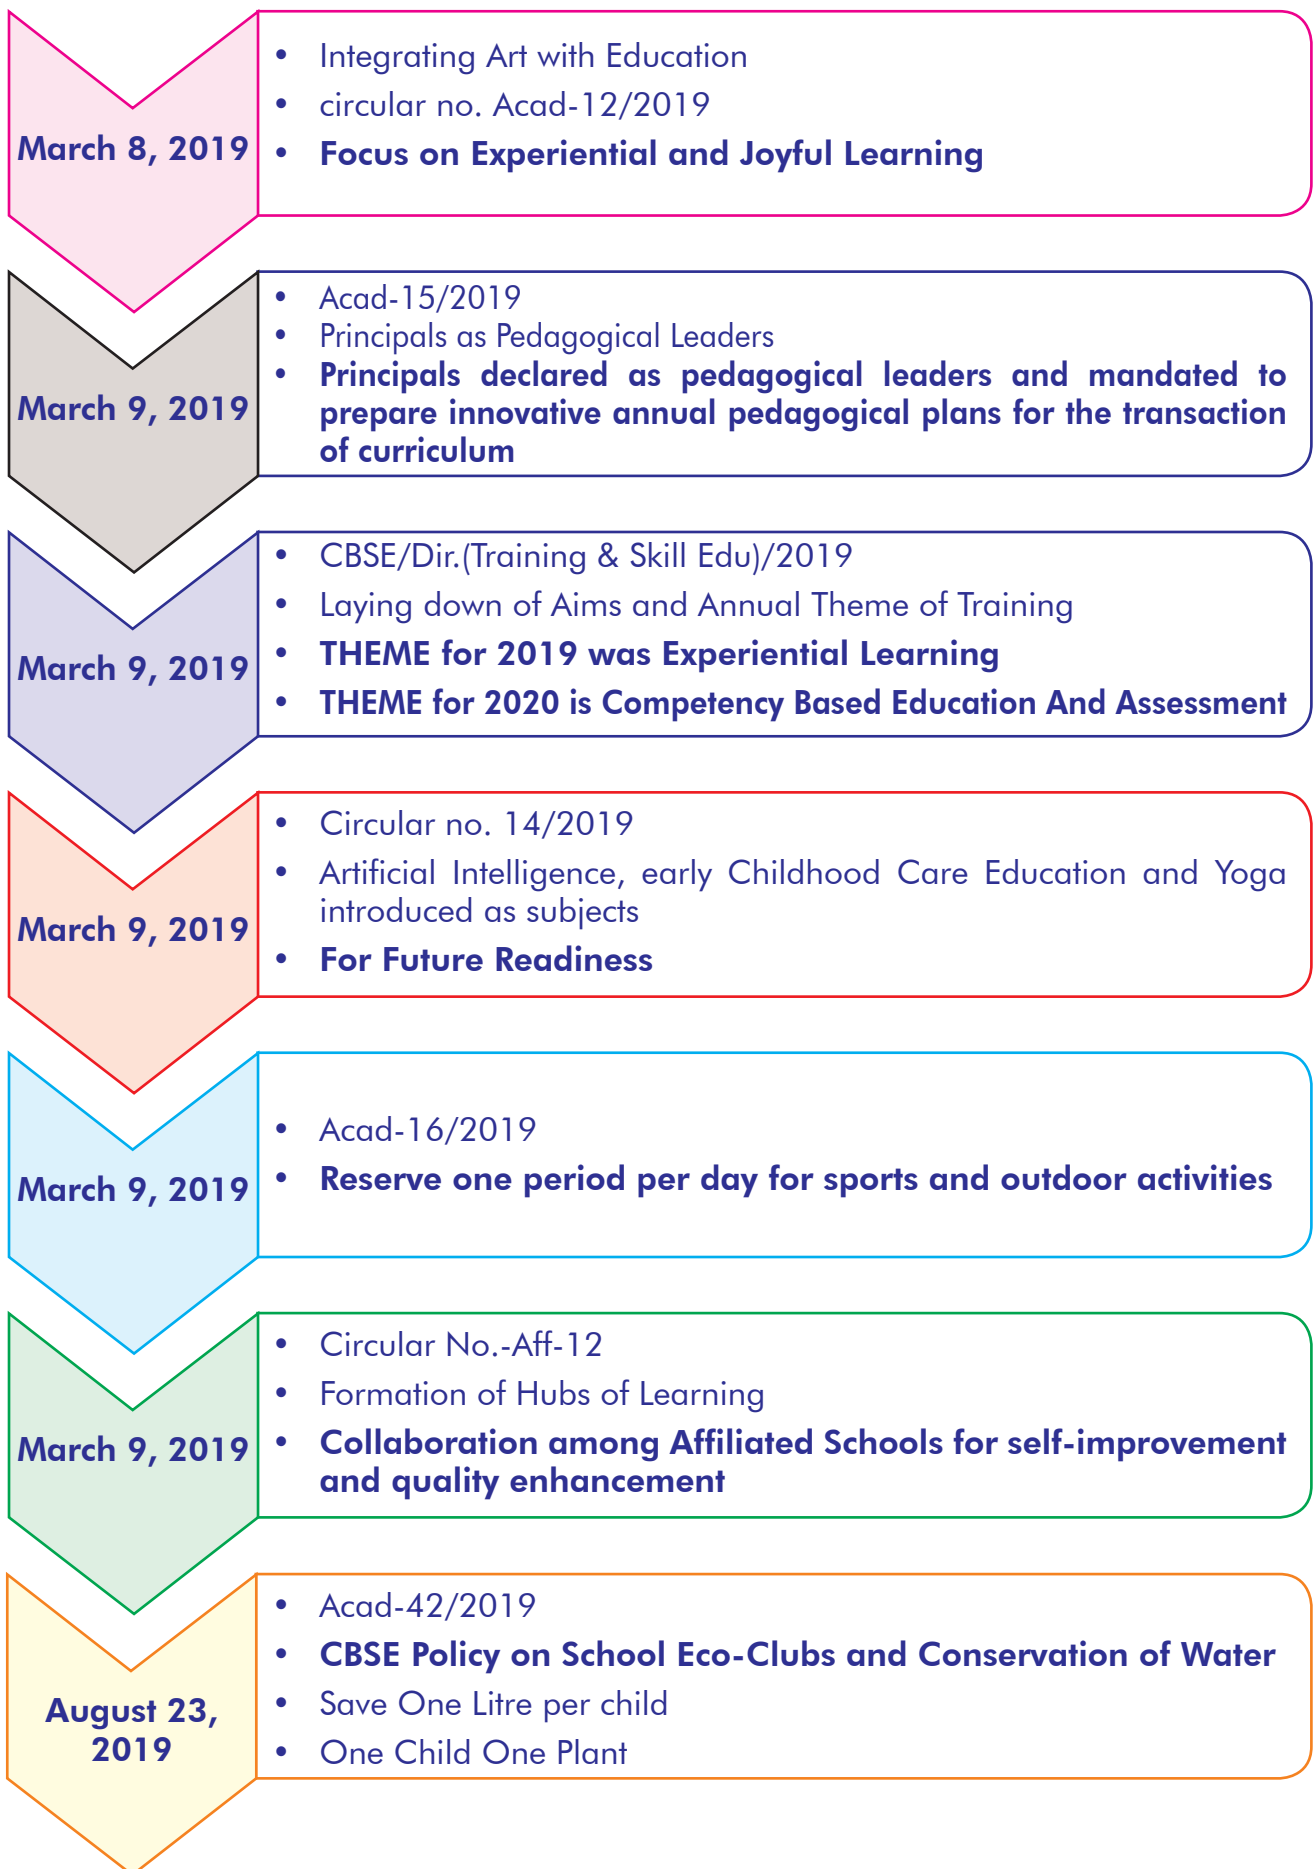 March 8, 2019
• Integrating Art with Education
• circular no. Acad-12/2019
• Focus on Experiential and Joyful Learning
March 9, 2019
• Acad-15/2019
• Principals as Pedagogical Leaders
• Principals declared as pedagogical leaders and mandated to
prepare innovative annual pedagogical plans for the transaction
of curriculum
March 9, 2019
• CBSE/Dir.(Training & Skill Edu)/2019
• Laying down of Aims and Annual Theme of Training
• THEME for 2019 was Experiential Learning
• THEME for 2020 is Competency Based Education And Assessment
March 9, 2019
• Circular no. 14/2019
• Artificial Intelligence, early Childhood Care Education and Yoga
introduced as subjects
• For Future Readiness
March 9, 2019
• Acad-16/2019
• Reserve one period per day for sports and outdoor activities
March 9, 2019
• Circular No.-Aff-12
• Formation of Hubs of Learning
• Collaboration among Affiliated Schools for self-improvement
and quality enhancement
August 23,
2019
• Acad-42/2019
• CBSE Policy on School Eco-Clubs and Conservation of Water
• Save One Litre per child
• One Child One Plant